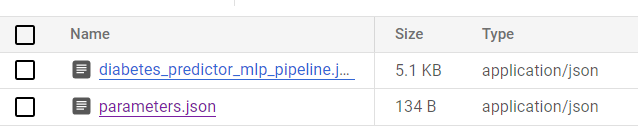 Name Size Type
diabetes_predictor_mlp_pipeline.j... 5.1 KB application/json
parameters.json 134 B application/json